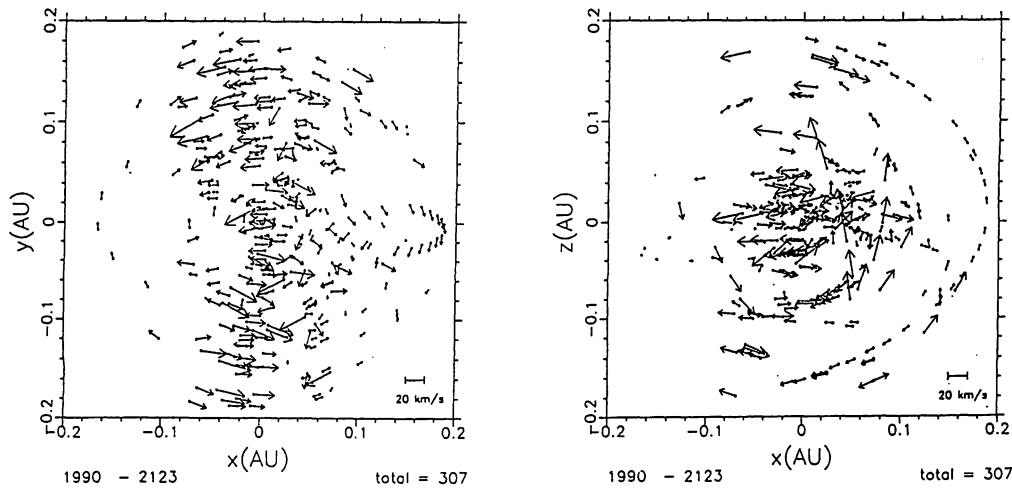 0.2
0.1
0
-0.1
-0.2
y(AU)
-0.2
-0.1
0
0.1
0.2
x(AU)
20 km/s
1990 - 2123
total = 307
0.2
0.1
0
-0.1
-0.2
z(AU)
-0.2
-0.1
0
0.1
0.2
x(AU)
20 km/s
1990 - 2123
total = 307